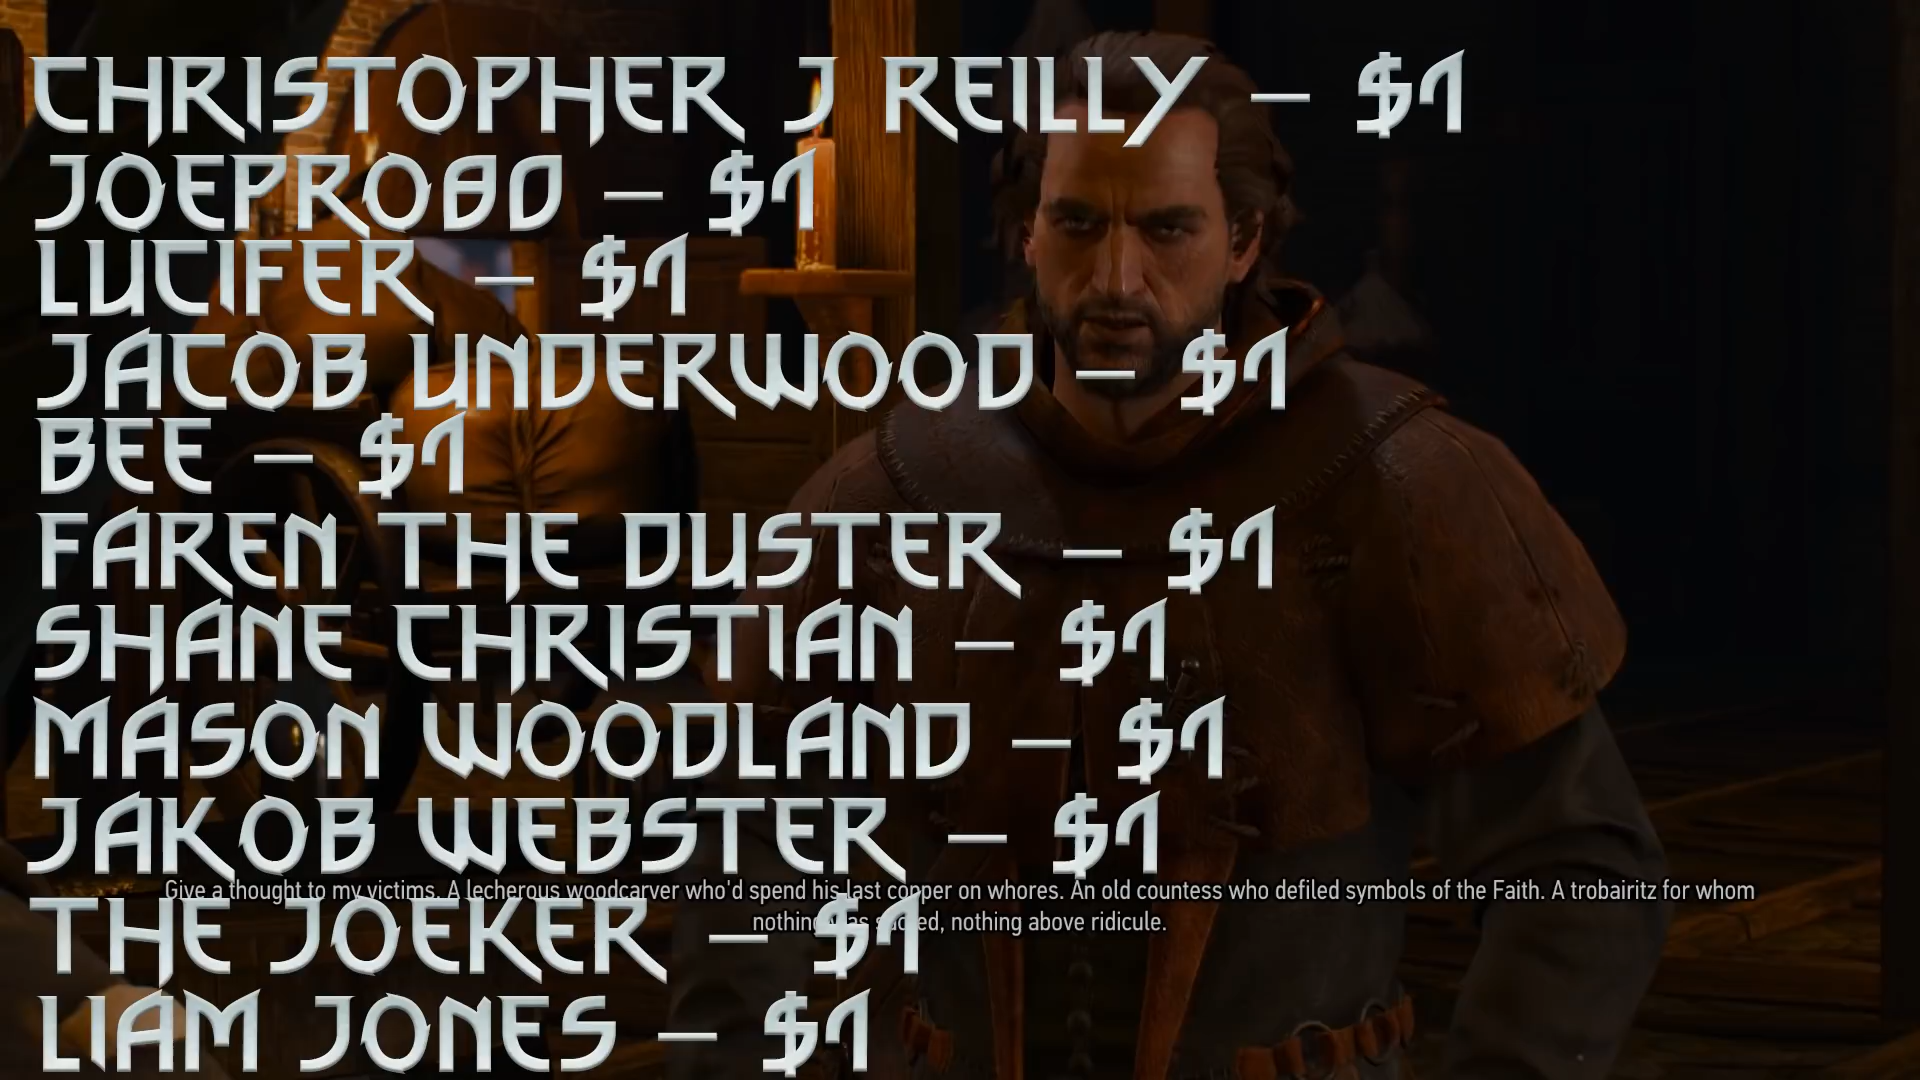 CHRISTOPHER J REILLY – $1
JOEPRO80 – $1
LUCIFER – $1
JACOB UNDERWOOD – $1
BEE – $1
FAREN THE DUSTER – $1
SHANE CHRISTIAN – $1
MASON WOODLAND – $1
JAKOB WEBSTER – $1
Give a thought to my victims. A lecherous woodcarver who'd spend his last copper on whores. An old countess who defiled symbols of the Faith. A trobairitz for whom
nothing was sacred, nothing above ridicule.
THE JOEKER – $1
LIAM JONES – $1